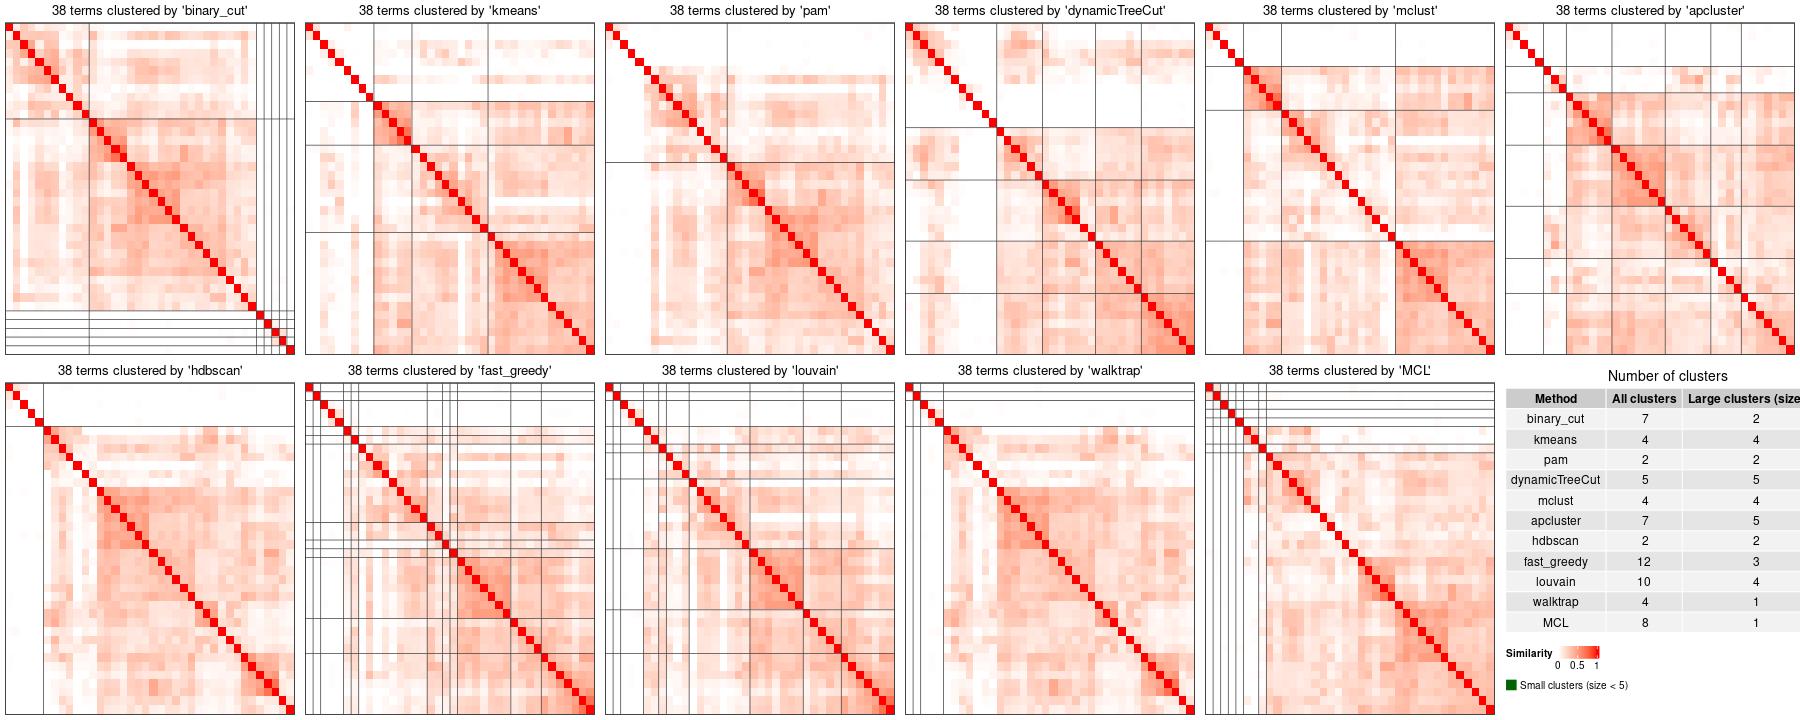 38 terms clustered by 'binary_cut'
38 terms clustered by 'kmeans'
38 terms clustered by 'pam'
38 terms clustered by 'dynamicTreeCut'
38 terms clustered by 'mclust'
38 terms clustered by 'apcluster'
38 terms clustered by 'hdbscan'
38 terms clustered by 'fast_greedy'
38 terms clustered by 'louvain'
38 terms clustered by 'walktrap'
38 terms clustered by 'MCL'
Number of clusters
Method All clusters Large clusters (size
binary_cut 7 2
kmeans 4 4
pam 2 2
dynamicTreeCut 5 5
mclust 4 4
apcluster 7 5
hdbscan 2 2
fast_greedy 12 3
louvain 10 4
walktrap 4 1
MCL 8 1
Similarity
0 0.5 1
Small clusters (size < 5)